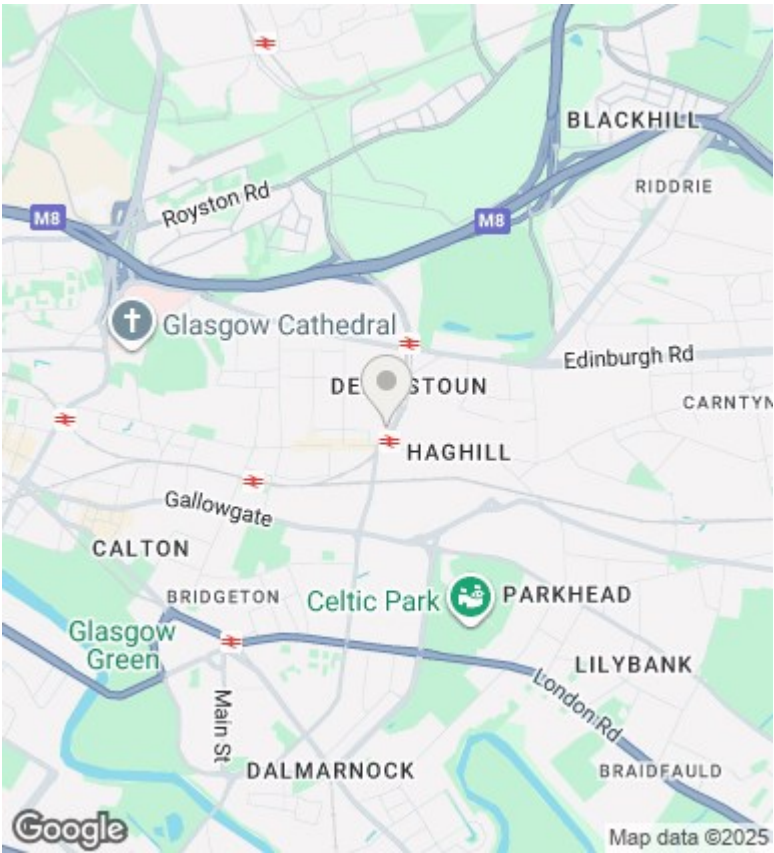 BLACKHILL
RIDDRIE
Royston Rd
M8
M8
Glasgow Cathedral
Edinburgh Rd
DE STOUN
CARNTYN
HAGHILL
Gallowgate
CALTON
BRIDGETON
Celtic Park
PARKHEAD
Glasgow
Green
LILYBANK
Main St
London Rd
DALMARNOCK
BRAIDFAULD
Google
Map data ©2025